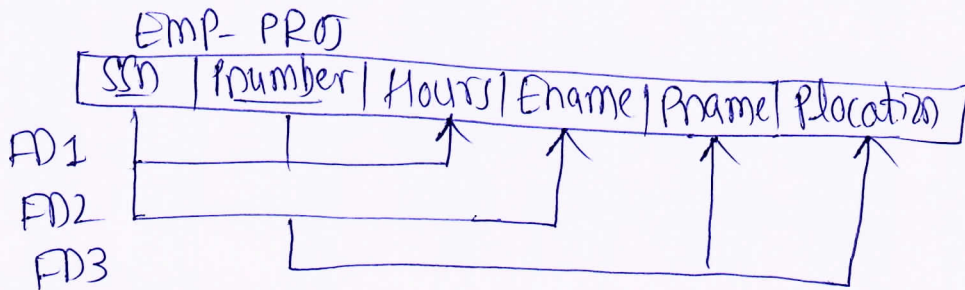 EMP- PROJ
SSN | Pnumber | Hours | Ename | Pname | Plocation
FD1
FD2
FD3